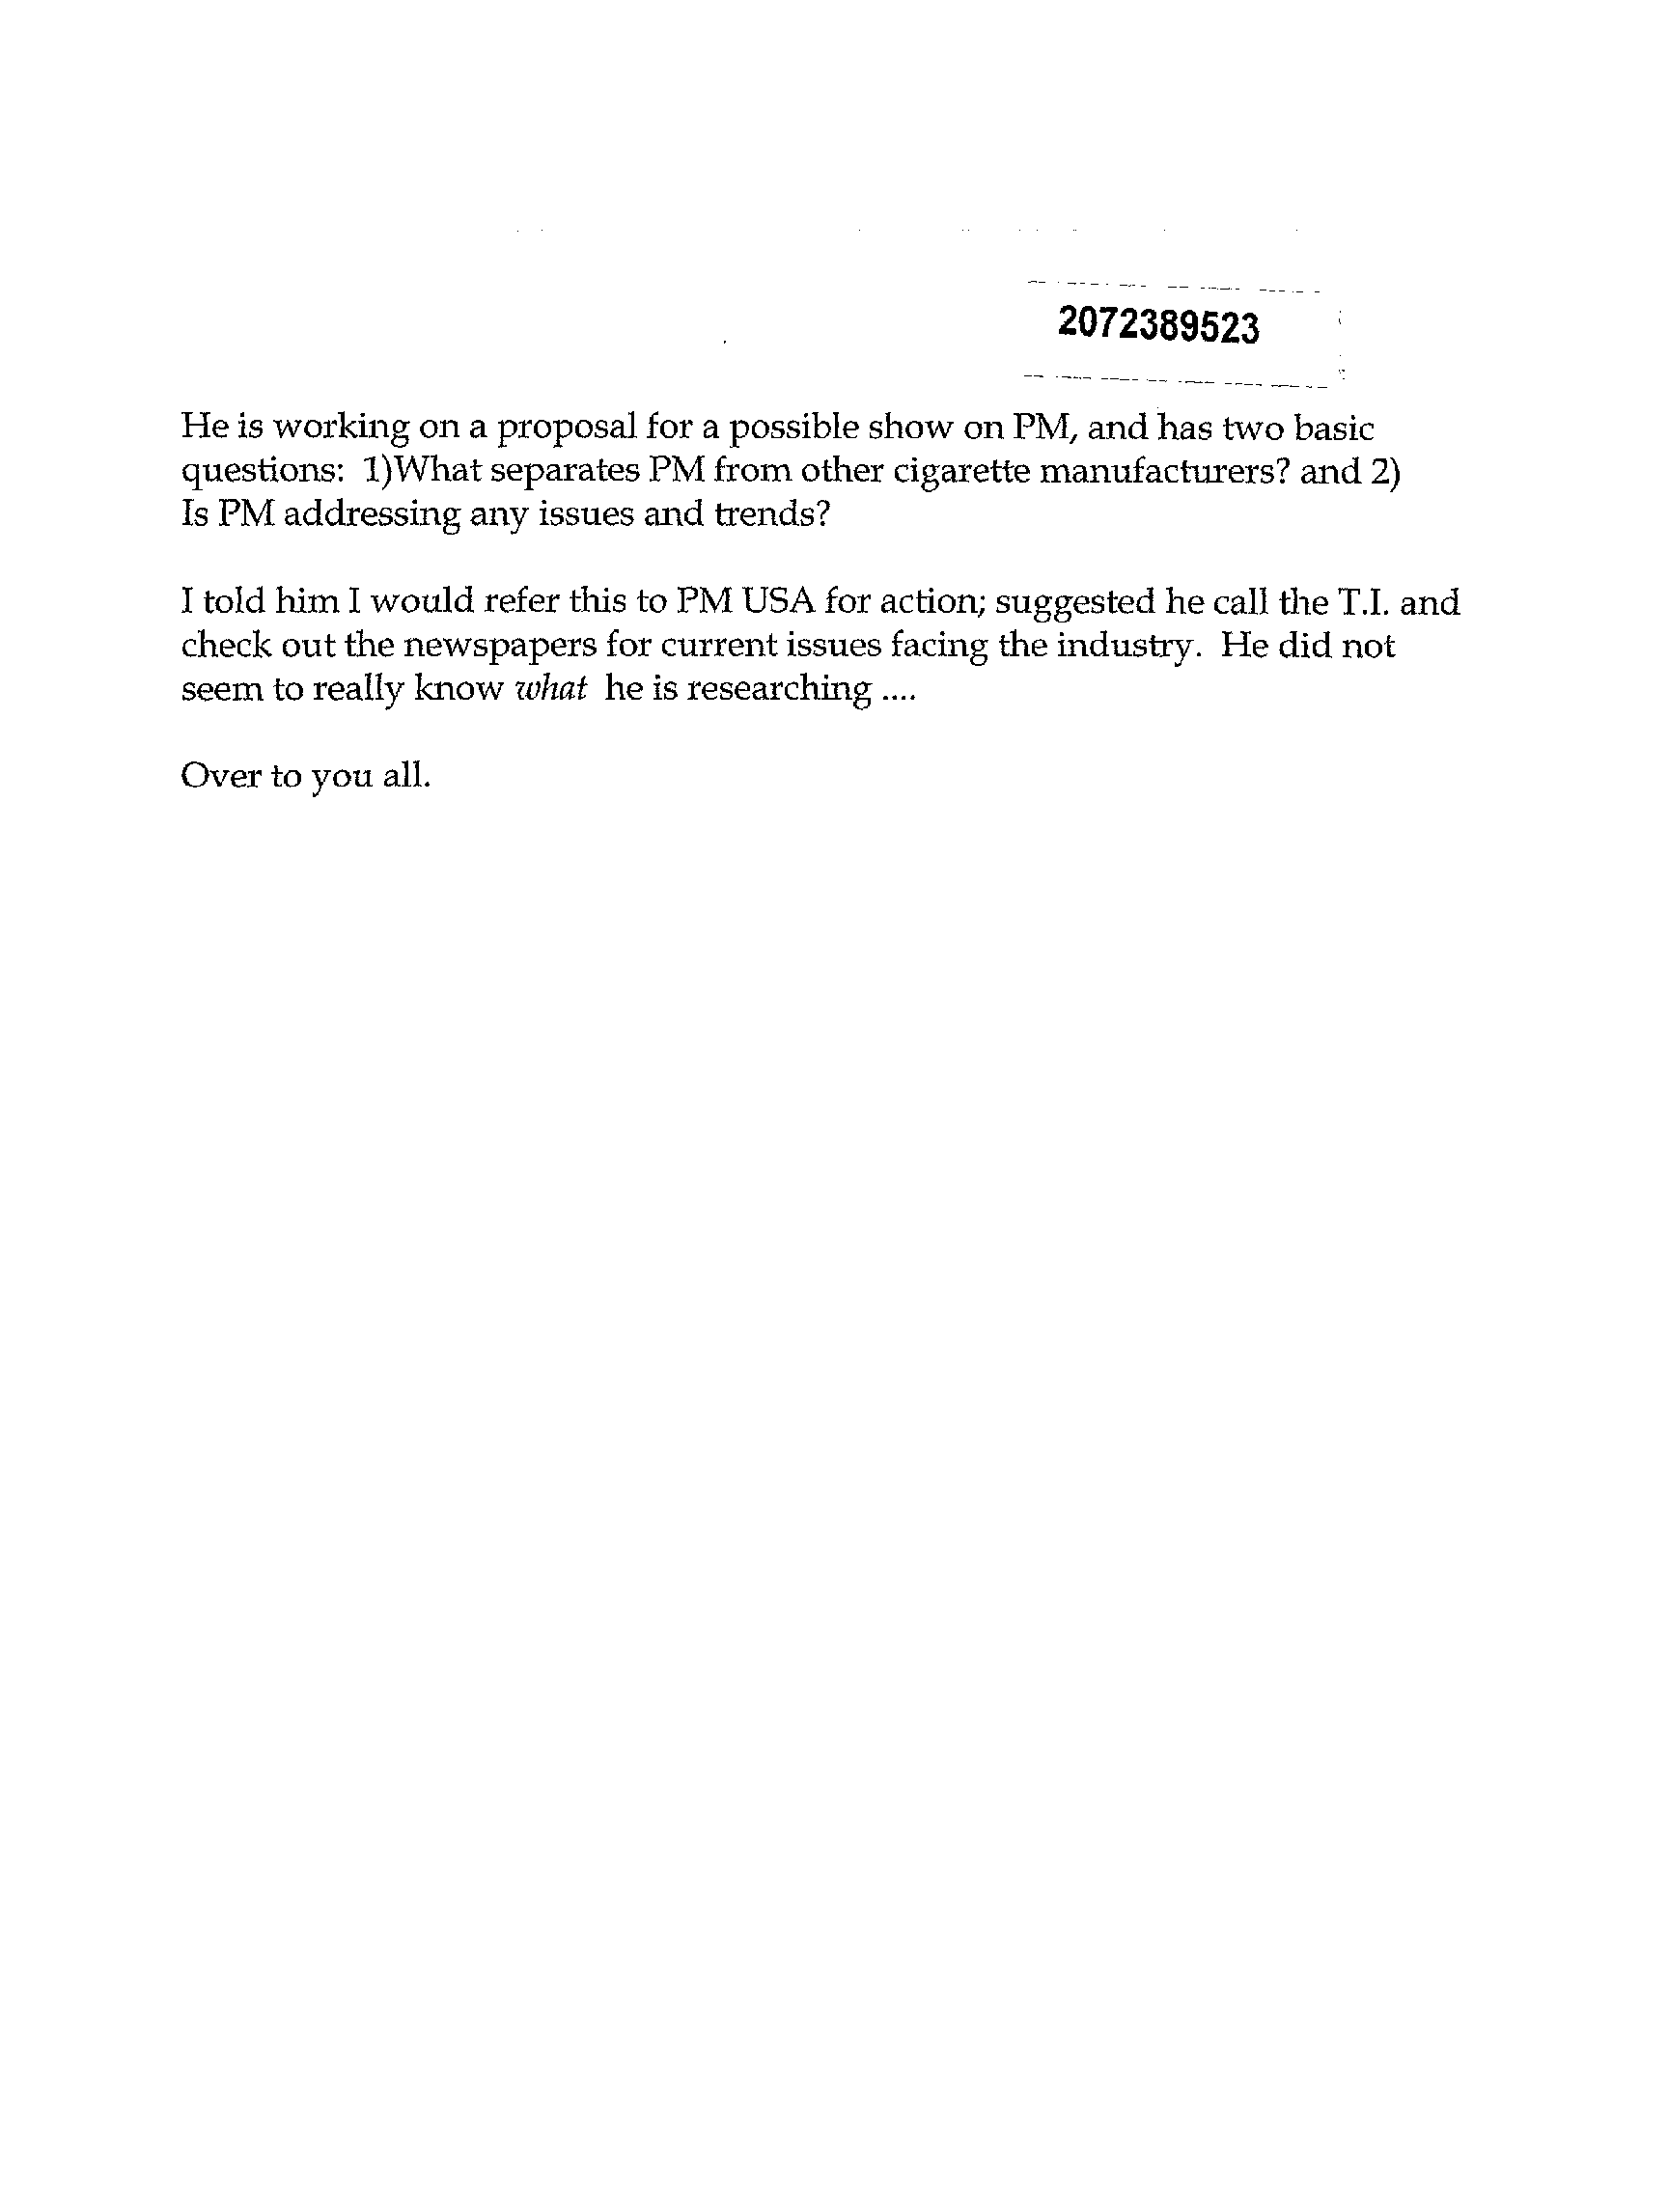 2072389523
He is working on a proposal for a possible show on PM, and has two basic
questions:  1)What separates PM from other cigarette manufacturers? and 2)
Is PM addressing any issues and trends?
I told him I would refer this to PM USA for action; suggested he call the T.I. and
check out the newspapers for current issues facing the industry.  He did not
seem to really know what  he is researching ....
Over to you all.